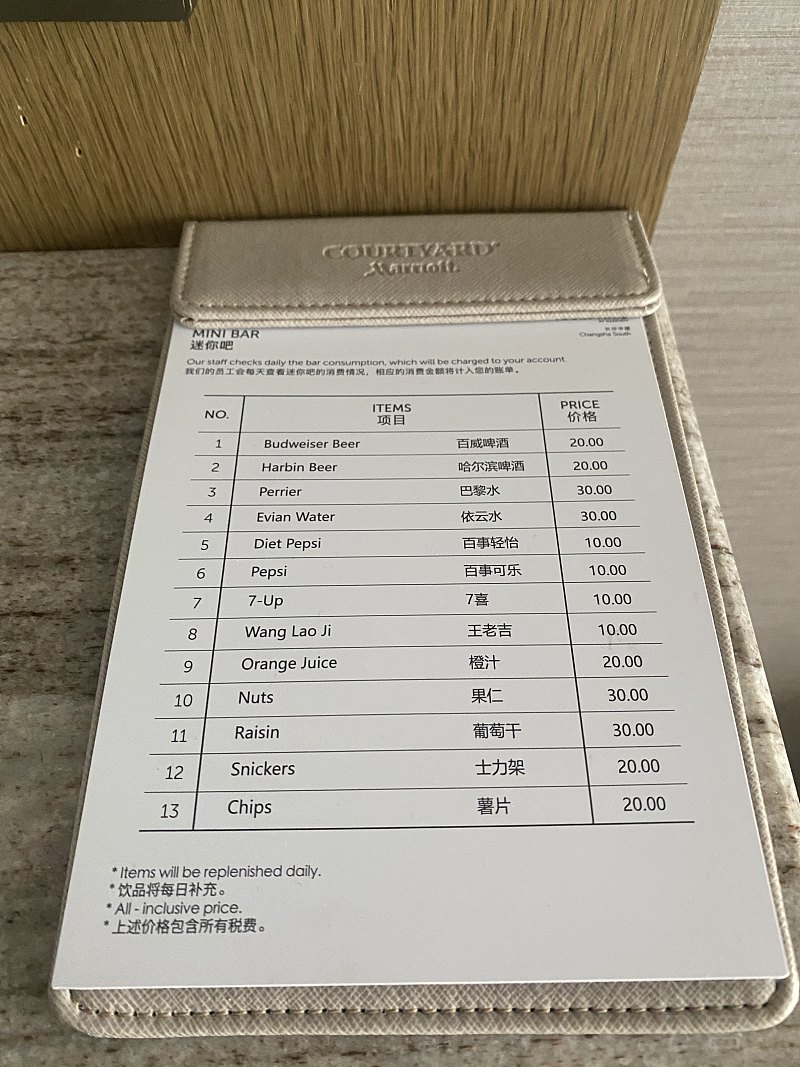 COURTYARD®
Marriott
长沙中建
Changsha South
MINI BAR
迷你吧
Our staff checks daily the bar consumption, which will be charged to your account.
我们的员工会每天查看迷你吧的消费情况，相应的消费金额将计入您的账单。
NO. ITEMS PRICE
项目 价格
1 Budweiser Beer 百威啤酒 20.00
2 Harbin Beer 哈尔滨啤酒 20.00
3 Perrier 巴黎水 30.00
4 Evian Water 依云水 30.00
5 Diet Pepsi 百事轻怡 10.00
6 Pepsi 百事可乐 10.00
7 7-Up 7喜 10.00
8 Wang Lao Ji 王老吉 10.00
9 Orange Juice 橙汁 20.00
10 Nuts 果仁 30.00
11 Raisin 葡萄干 30.00
12 Snickers 士力架 20.00
13 Chips 薯片 20.00
* Items will be replenished daily.
* 饮品将每日补充。
* All - inclusive price.
* 上述价格包含所有税费。